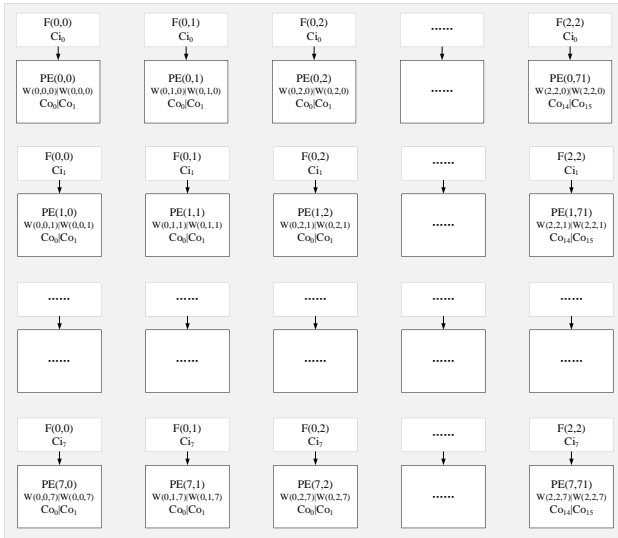 F(0,0)
Ci₀
F(0,1)
Ci₀
F(0,2)
Ci₀
......
F(2,2)
Ci₀
PE(0,0)
W(0,0,0)|W(0,0,0)
Co₀|Co₁
PE(0,1)
W(0,1,0)|W(0,1,0)
Co₀|Co₁
PE(0,2)
W(0,2,0)|W(0,2,0)
Co₀|Co₁
......
PE(0,71)
W(2,2,0)|W(2,2,0)
Co₁₄|Co₁₅
F(0,0)
Ci₁
F(0,1)
Ci₁
F(0,2)
Ci₁
......
F(2,2)
Ci₁
PE(1,0)
W(0,0,1)|W(0,0,1)
Co₀|Co₁
PE(1,1)
W(0,1,1)|W(0,1,1)
Co₀|Co₁
PE(1,2)
W(0,2,1)|W(0,2,1)
Co₀|Co₁
......
PE(1,71)
W(2,2,1)|W(2,2,1)
Co₁₄|Co₁₅
......
......
......
......
......
......
......
......
......
......
F(0,0)
Ci₇
F(0,1)
Ci₇
F(0,2)
Ci₇
......
F(2,2)
Ci₇
PE(7,0)
W(0,0,7)|W(0,0,7)
Co₀|Co₁
PE(7,1)
W(0,1,7)|W(0,1,7)
Co₀|Co₁
PE(7,2)
W(0,2,7)|W(0,2,7)
Co₀|Co₁
......
PE(7,71)
W(2,2,7)|W(2,2,7)
Co₁₄|Co₁₅